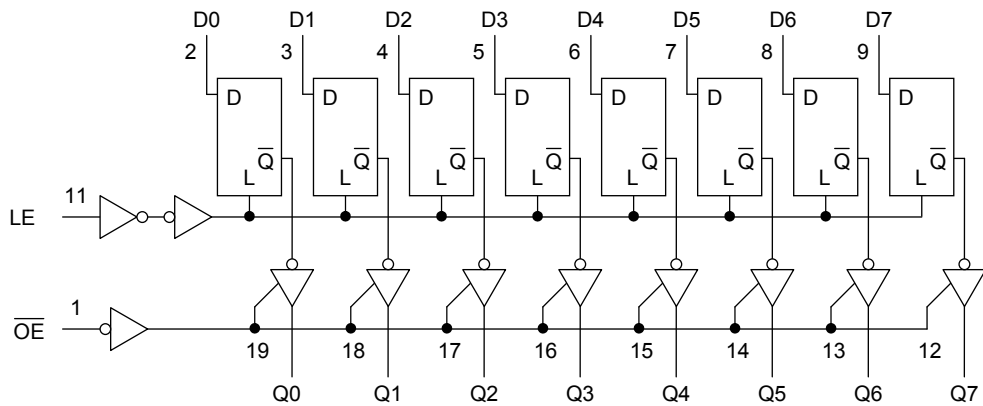 D0 D1 D2 D3 D4 D5 D6 D7
2 3 4 5 6 7 8 9
D D D D D D D D
Q̅ Q̅ Q̅ Q̅ Q̅ Q̅ Q̅ Q̅
L L L L L L L L
11
LE
1
O̅E̅
19 18 17 16 15 14 13 12
Q0 Q1 Q2 Q3 Q4 Q5 Q6 Q7